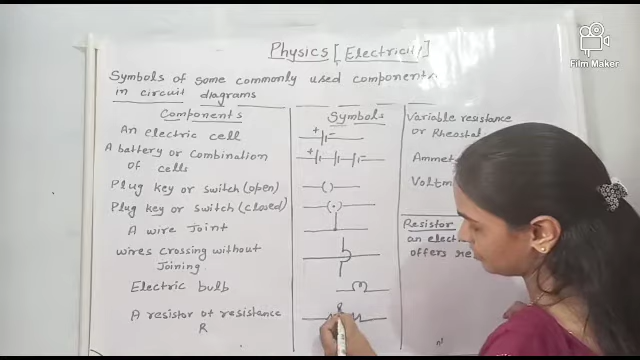 Physics [Electricity]
Film Maker
Symbols of some commonly used components
in circuit diagrams
Components
Symbols
An electric cell
+ -
A battery or combination
of cells
+ -
Plug key or switch (open)
Plug key or switch (closed)
A wire joint
wires crossing without
Joining
Electric bulb
A resistor of resistance
R
R
Variable resistance
or Rheostat
Resistor